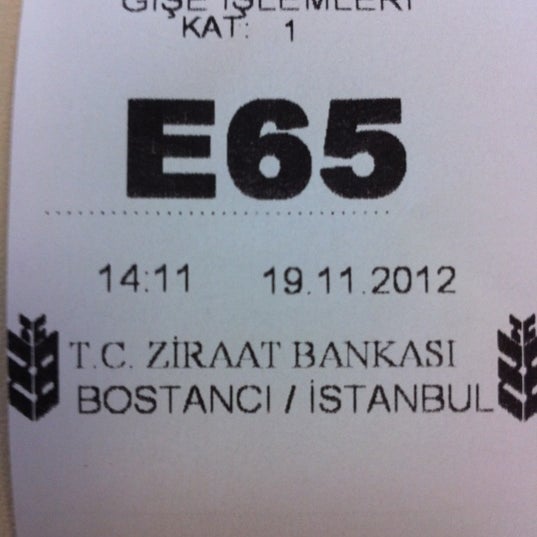 GİŞE İŞLEMLERİ
KAT: 1
E65
14:11 19.11.2012
T.C. ZİRAAT BANKASI
BOSTANCI / İSTANBUL